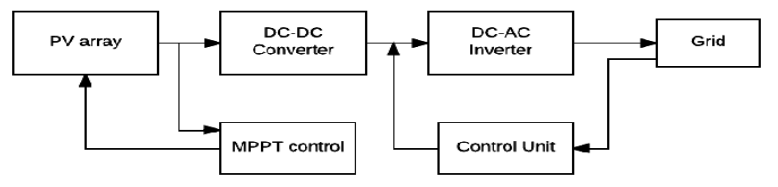 PV array
DC-DC
Converter
DC-AC
Inverter
Grid
MPPT control
Control Unit